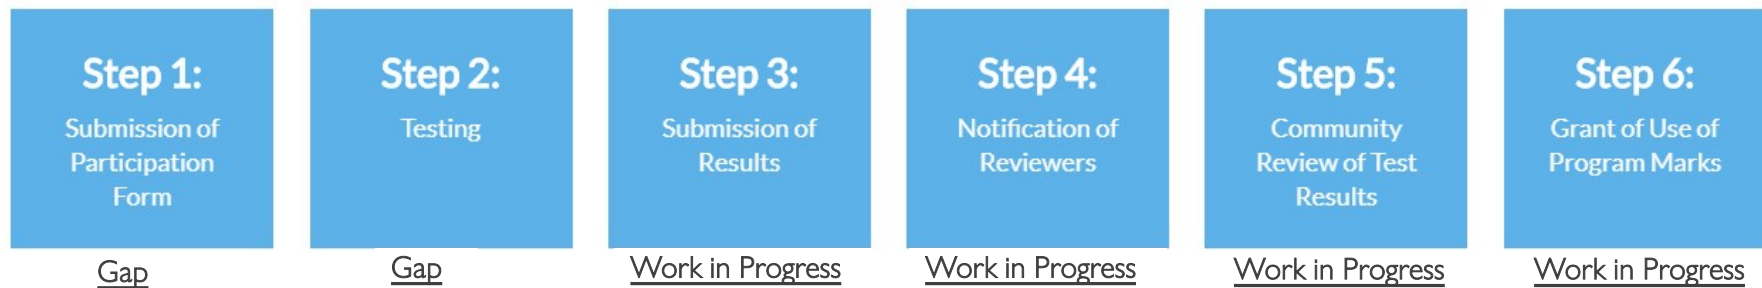 Step 1:
Submission of
Participation
Form
Gap
Step 2:
Testing
Gap
Step 3:
Submission of
Results
Work in Progress
Step 4:
Notification of
Reviewers
Work in Progress
Step 5:
Community
Review of Test
Results
Work in Progress
Step 6:
Grant of Use of
Program Marks
Work in Progress